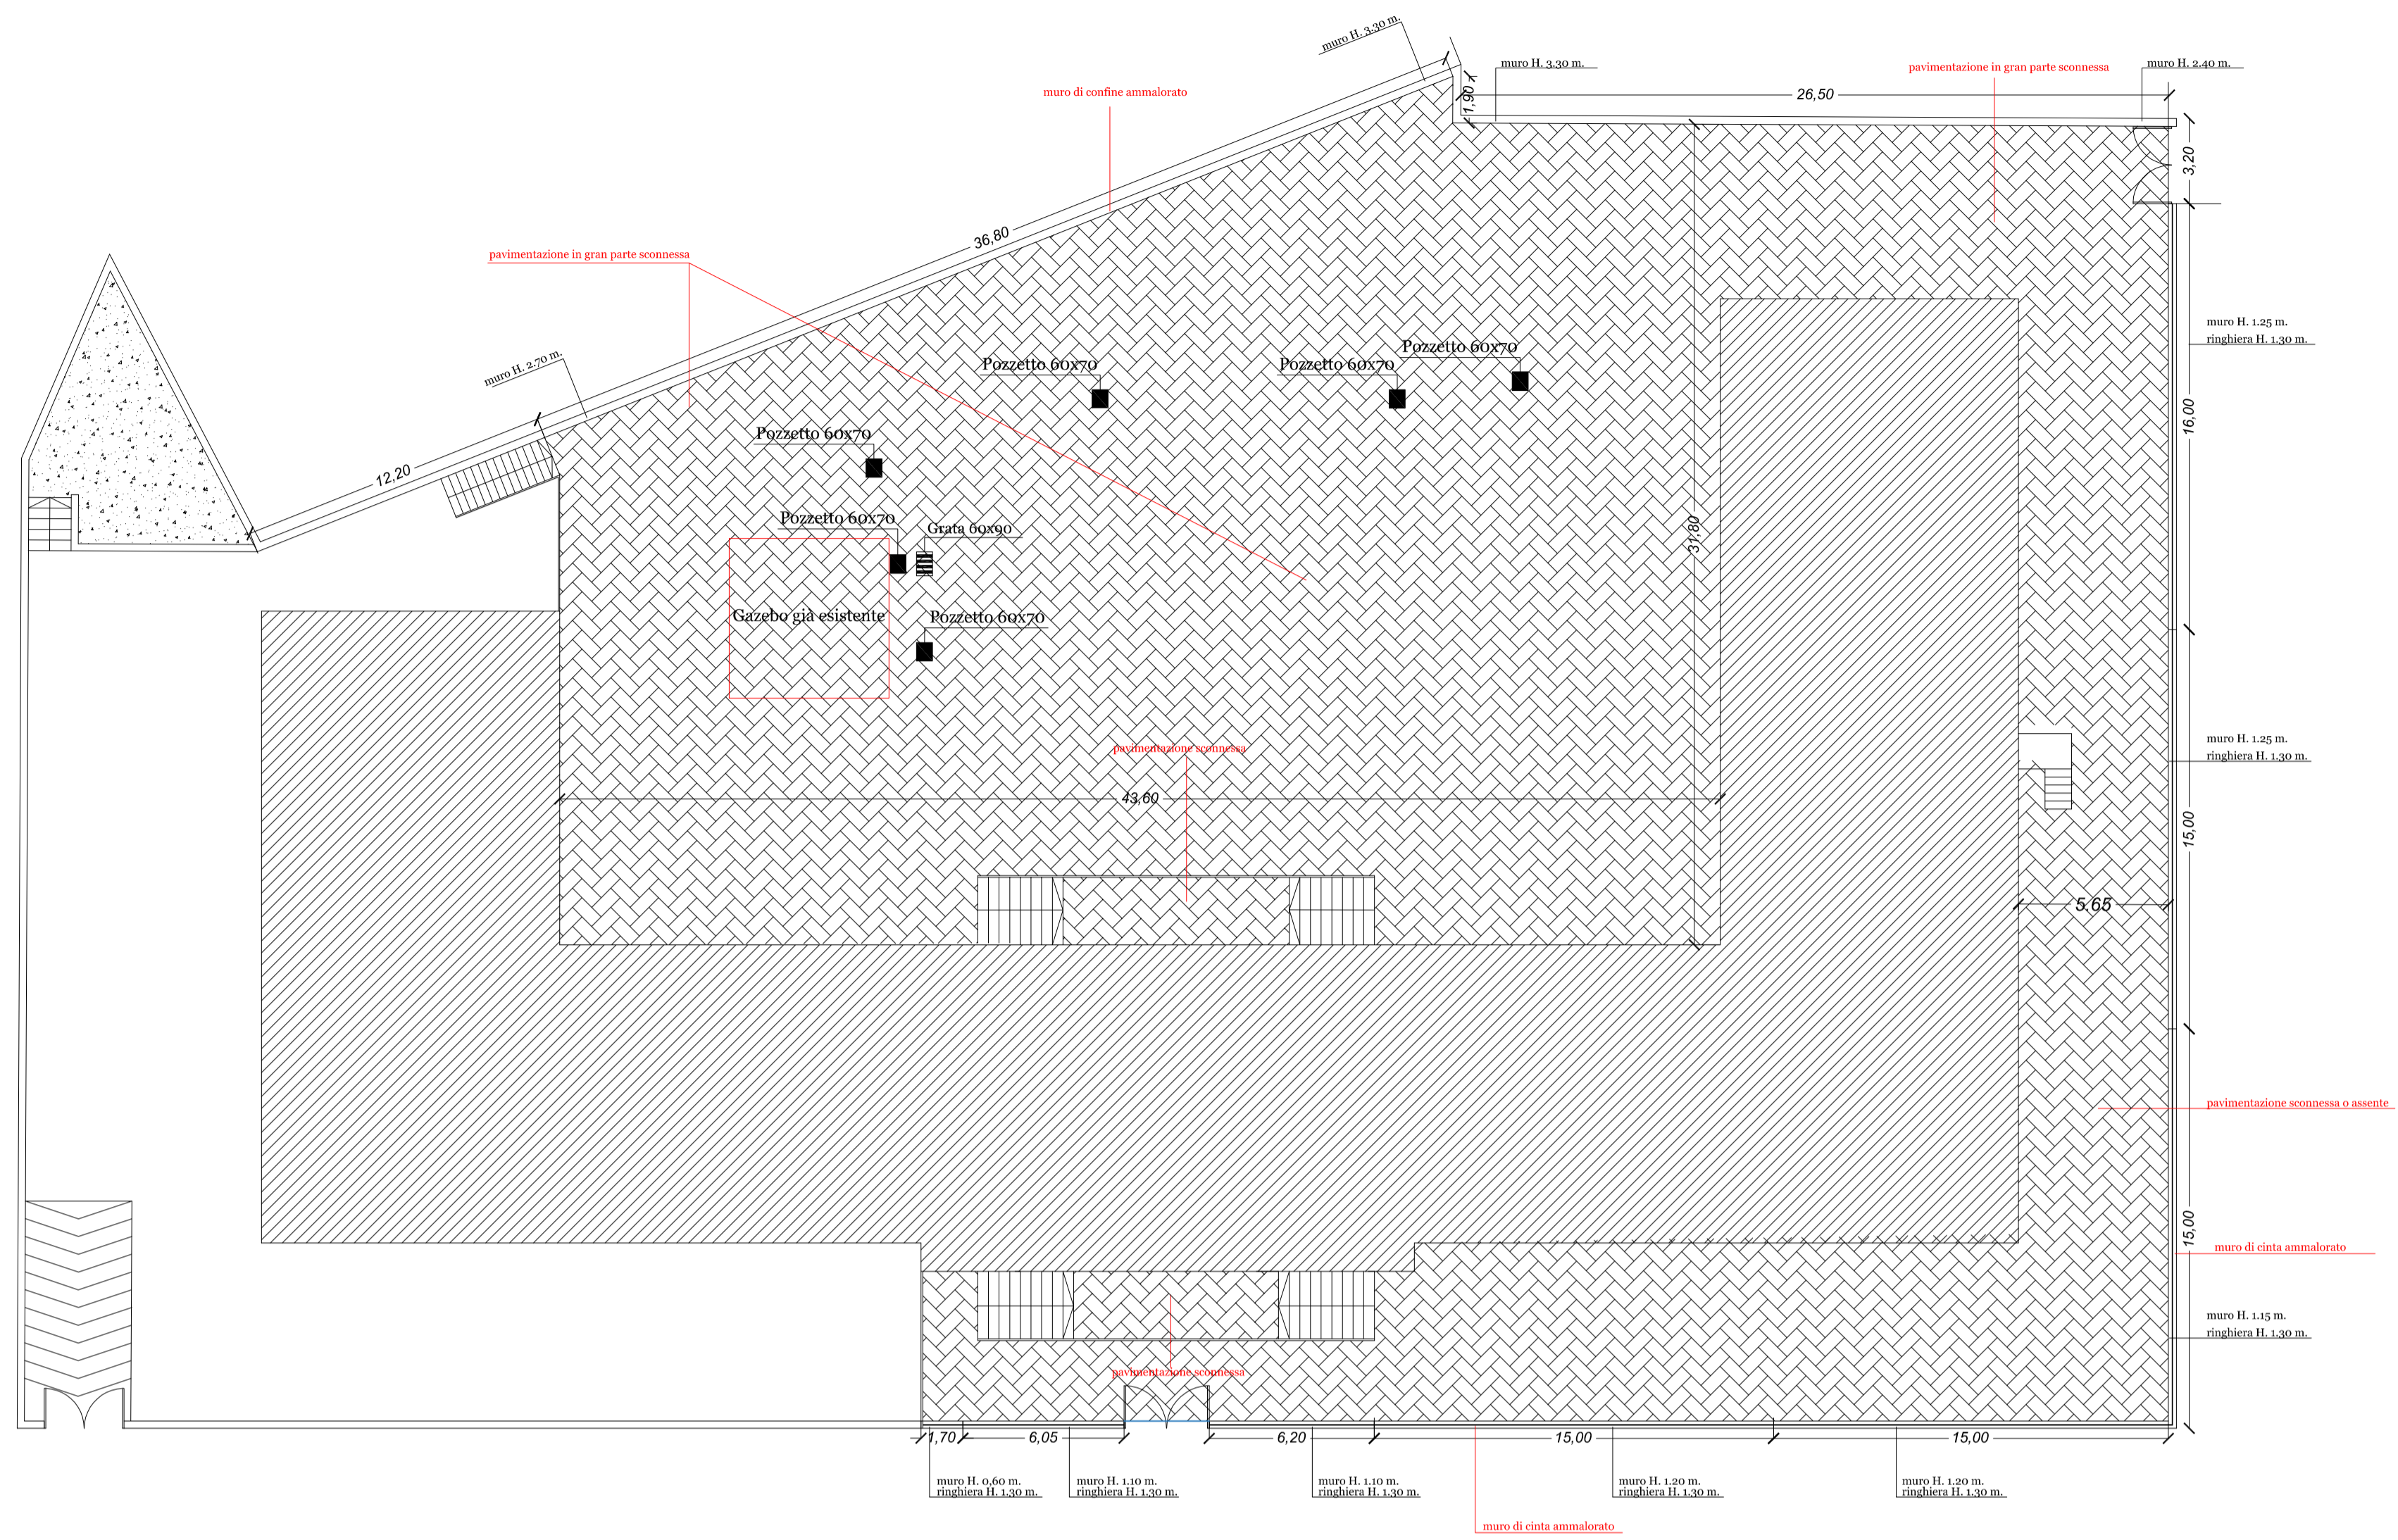 muro H. 3.30 m.
muro H. 3.30 m.
pavimentazione in gran parte sconnessa
muro H. 2.40 m.
muro di confine ammalorato
1,90
26,50
3,20
36,80
pavimentazione in gran parte sconnessa
muro H. 1.25 m.
ringhiera H. 1.30 m.
muro H. 2.70 m.
Pozzetto 60x70
Pozzetto 60x70
Pozzetto 60x70
16,00
Pozzetto 60x70
12,20
Pozzetto 60x70
Grata 60x90
31,80
Gazebo già esistente
Pozzetto 60x70
pavimentazione sconnessa
muro H. 1.25 m.
ringhiera H. 1.30 m.
43,60
15,00
5,65
pavimentazione sconnessa o assente
15,00
muro di cinta ammalorato
muro H. 1.15 m.
ringhiera H. 1.30 m.
pavimentazione sconnessa
1,70
6,05
6,20
15,00
15,00
muro H. 0,60 m.
ringhiera H. 1.30 m.
muro H. 1.10 m.
ringhiera H. 1.30 m.
muro H. 1.10 m.
ringhiera H. 1.30 m.
muro H. 1.20 m.
ringhiera H. 1.30 m.
muro H. 1.20 m.
ringhiera H. 1.30 m.
muro di cinta ammalorato